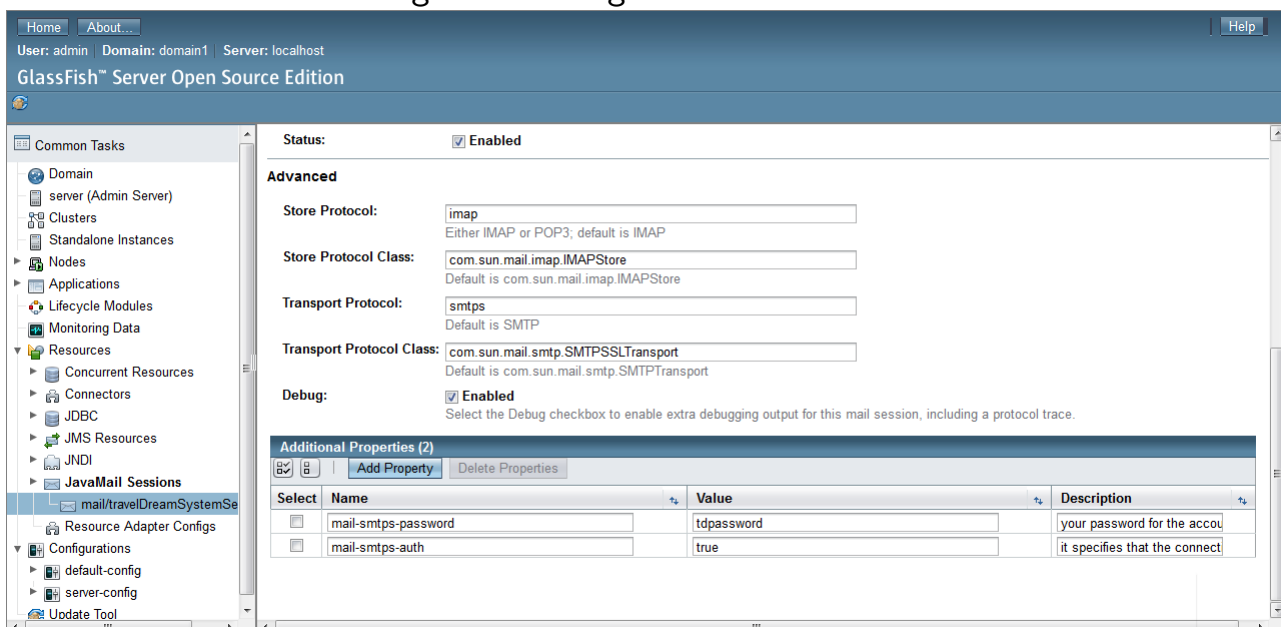 Home About...
Help
User: admin Domain: domain1 Server: localhost
GlassFish™ Server Open Source Edition
Common Tasks
Domain
server (Admin Server)
Clusters
Standalone Instances
Nodes
Applications
Lifecycle Modules
Monitoring Data
Resources
Concurrent Resources
Connectors
JDBC
JMS Resources
JNDI
JavaMail Sessions
mail/travelDreamSystemSe
Resource Adapter Configs
Configurations
default-config
server-config
Update Tool
Status: Enabled
Advanced
Store Protocol: imap
Either IMAP or POP3; default is IMAP
Store Protocol Class: com.sun.mail.imap.IMAPStore
Default is com.sun.mail.imap.IMAPStore
Transport Protocol: smtps
Default is SMTP
Transport Protocol Class: com.sun.mail.smtp.SMTPSSLTransport
Default is com.sun.mail.smtp.SMTPTransport
Debug: Enabled
Select the Debug checkbox to enable extra debugging output for this mail session, including a protocol trace.
Additional Properties (2)
Add Property Delete Properties
Select Name Value Description
mail-smtps-password tdpassword your password for the accou
mail-smtps-auth true it specifies that the connect